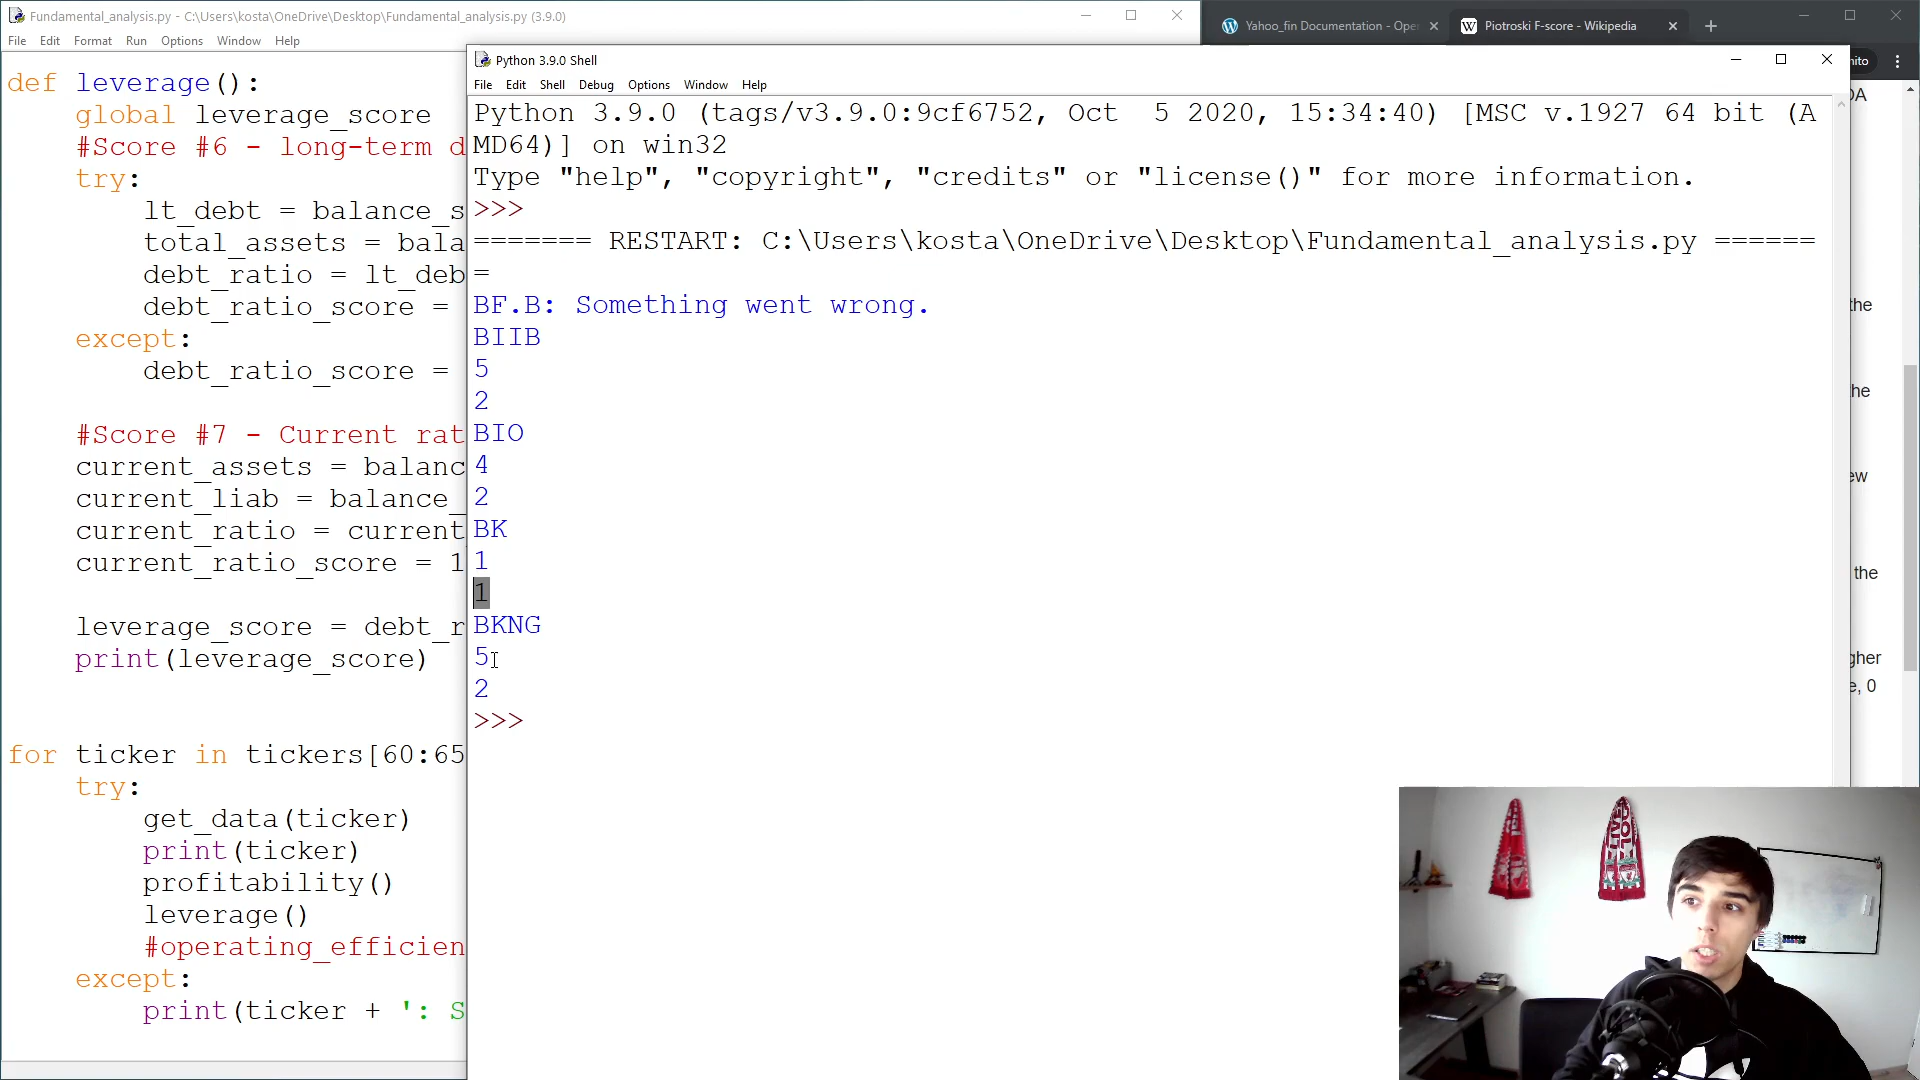 Fundamental_analysis.py - C:\Users\kosta\OneDrive\Desktop\Fundamental_analysis.py (3.9.0)
File Edit Format Run Options Window Help
def leverage():
global leverage_score
#Score #6 - long-term d
try:
lt_debt = balance_s
total_assets = bala
debt_ratio = lt_deb
debt_ratio_score =
except:
debt_ratio_score =
#Score #7 - Current rat
current_assets = balanc
current_liab = balance_
current_ratio = current
current_ratio_score = 1
leverage_score = debt_r
print(leverage_score)
for ticker in tickers[60:65
try:
get_data(ticker)
print(ticker)
profitability()
leverage()
#operating_efficien
except:
print(ticker + ': S
Yahoo_fin Documentation - Ope
Piotroski F-score - Wikipedia
Python 3.9.0 Shell
File Edit Shell Debug Options Window Help
Python 3.9.0 (tags/v3.9.0:9cf6752, Oct  5 2020, 15:34:40) [MSC v.1927 64 bit (A
MD64)] on win32
Type "help", "copyright", "credits" or "license()" for more information.
>>>
======= RESTART: C:\Users\kosta\OneDrive\Desktop\Fundamental_analysis.py ======
=
BF.B: Something went wrong.
BIIB
5
2
BIO
4
2
BK
1
1
BKNG
5
2
>>>
nito
DA
the
he
ew
the
gher
e, 0